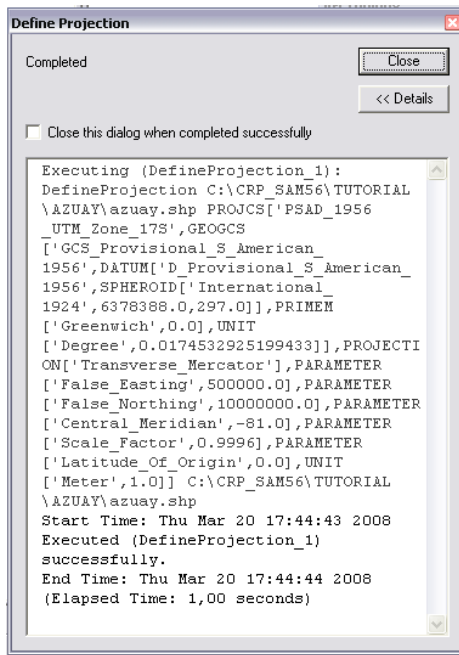 Define Projection
Completed
Close
<< Details
Close this dialog when completed successfully
Executing (DefineProjection_1):
DefineProjection C:\CRP_SAM56\TUTORIAL
\AZUAY\azuay.shp PROJCS['PSAD_1956
_UTM_Zone_17S',GEOGCS
['GCS_Provisional_S_American_
1956',DATUM['D_Provisional_S_American_
1956',SPHEROID['International_
1924',6378388.0,297.0]],PRIMEM
['Greenwich',0.0],UNIT
['Degree',0.0174532925199433]],PROJECTI
ON['Transverse_Mercator'],PARAMETER
['False_Easting',500000.0],PARAMETER
['False_Northing',10000000.0],PARAMETER
['Central_Meridian',-81.0],PARAMETER
['Scale_Factor',0.9996],PARAMETER
['Latitude_Of_Origin',0.0],UNIT
['Meter',1.0]] C:\CRP_SAM56\TUTORIAL
\AZUAY\azuay.shp
Start Time: Thu Mar 20 17:44:43 2008
Executed (DefineProjection_1)
successfully.
End Time: Thu Mar 20 17:44:44 2008
(Elapsed Time: 1,00 seconds)